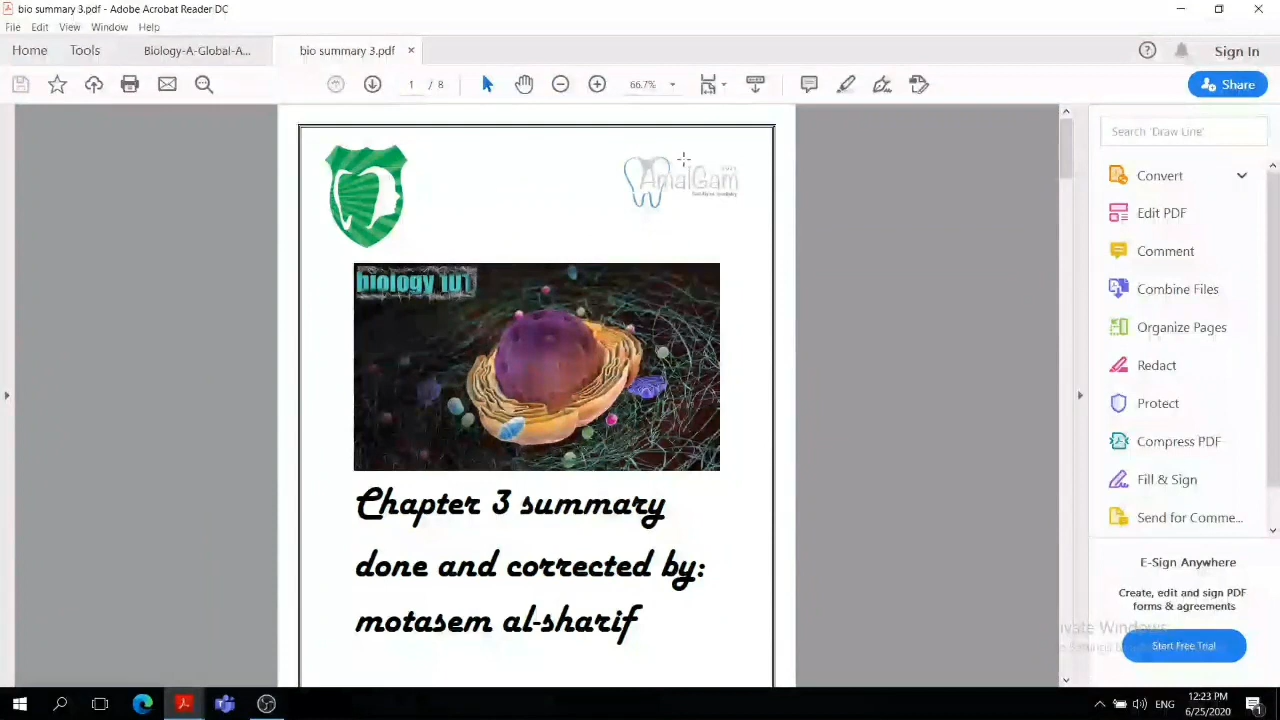 bio summary 3.pdf - Adobe Acrobat Reader DC
File Edit View Window Help
Home Tools Biology-A-Global-A... bio summary 3.pdf Sign In
1 / 8 66.7% Share
Search 'Draw Line'
AmalGam
Convert
Edit PDF
biology 101
Comment
Combine Files
Organize Pages
Redact
Protect
Compress PDF
Fill & Sign
Send for Comme...
Chapter 3 summary
done and corrected by:
motasem al-sharif
E-Sign Anywhere
Create, edit and sign PDF
forms & agreements
Start Free Trial
ivate Windows
ENG 12:23 PM
6/25/2020